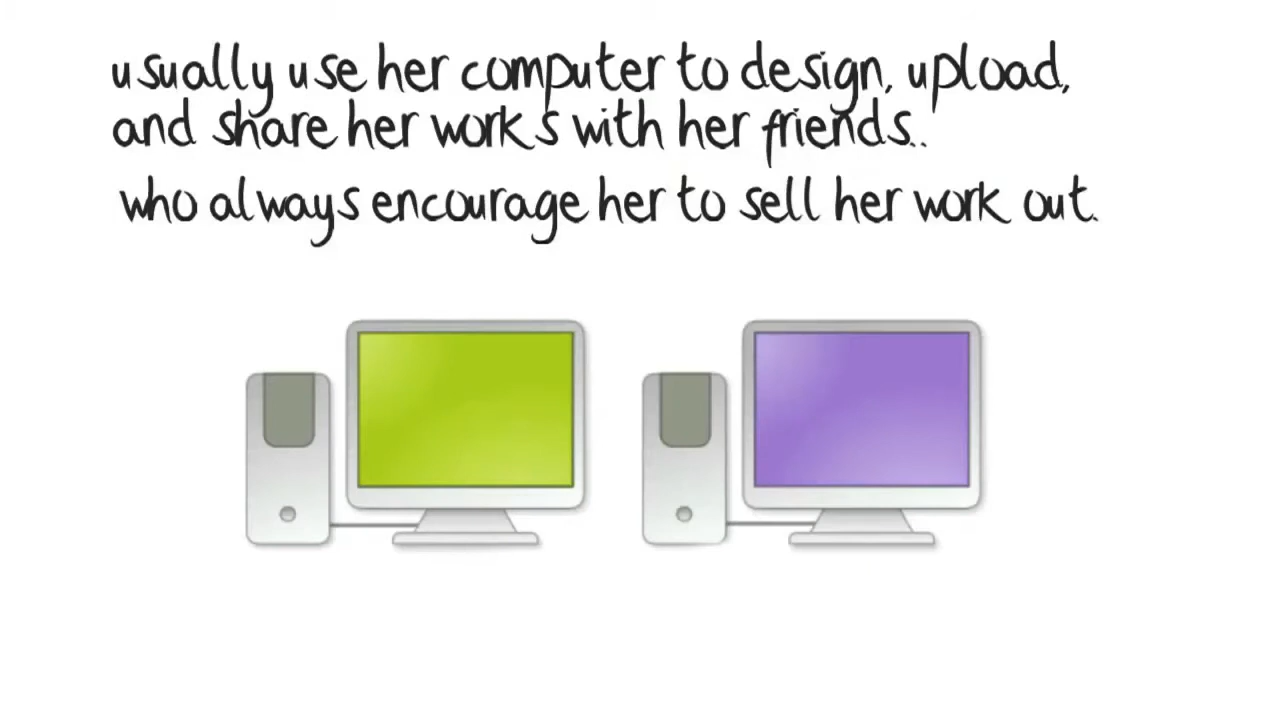 usually use her computer to design, upload,
and share her works with her friends..
who always encourage her to sell her work out.